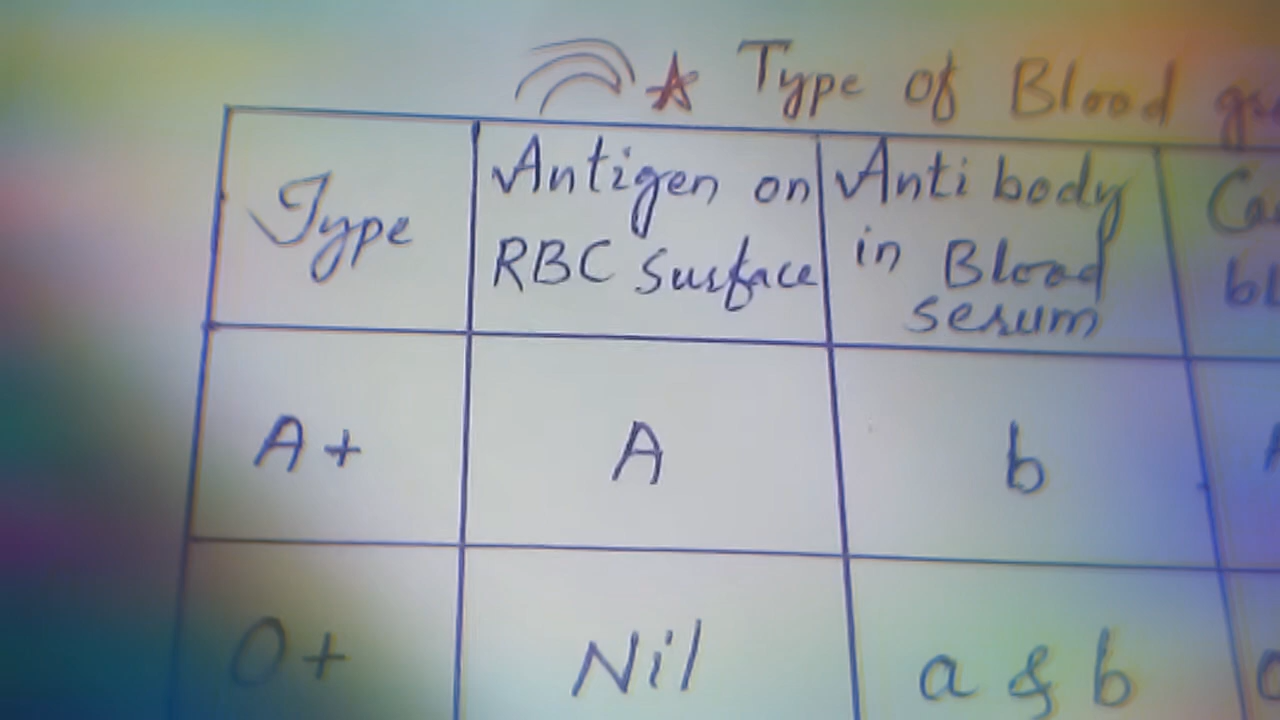 Type of Blood
Type
Antigen on
RBC Surface
Anti body
in Blood
serum
A+
A
b
O+
Nil
a & b